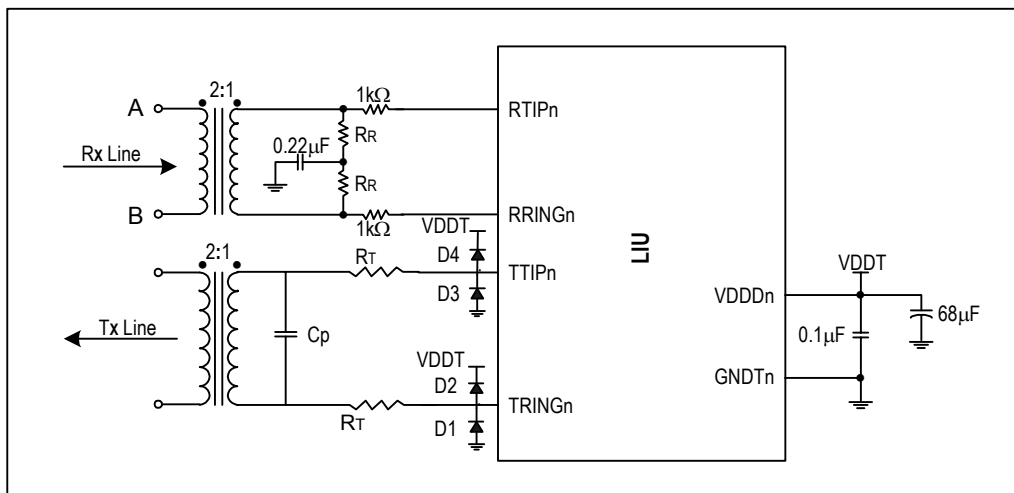 2:1
A
1kΩ
RTIPn
RR
0.22µF
Rx Line
RR
B
RRINGn
1kΩ
VDDT
2:1
RT
D4
TTIPn
D3
LIU
VDDT
VDDDn
68µF
Tx Line
Cp
0.1µF
VDDT
D2
GNDTn
TRINGn
RT
D1